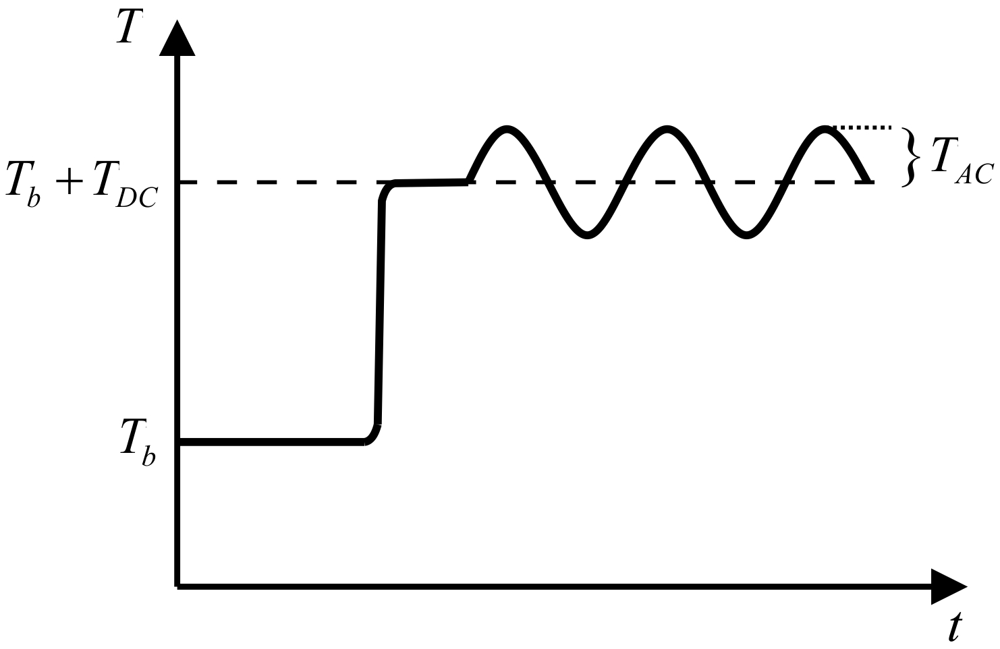 T
} T_AC
T_b + T_DC
T_b
t